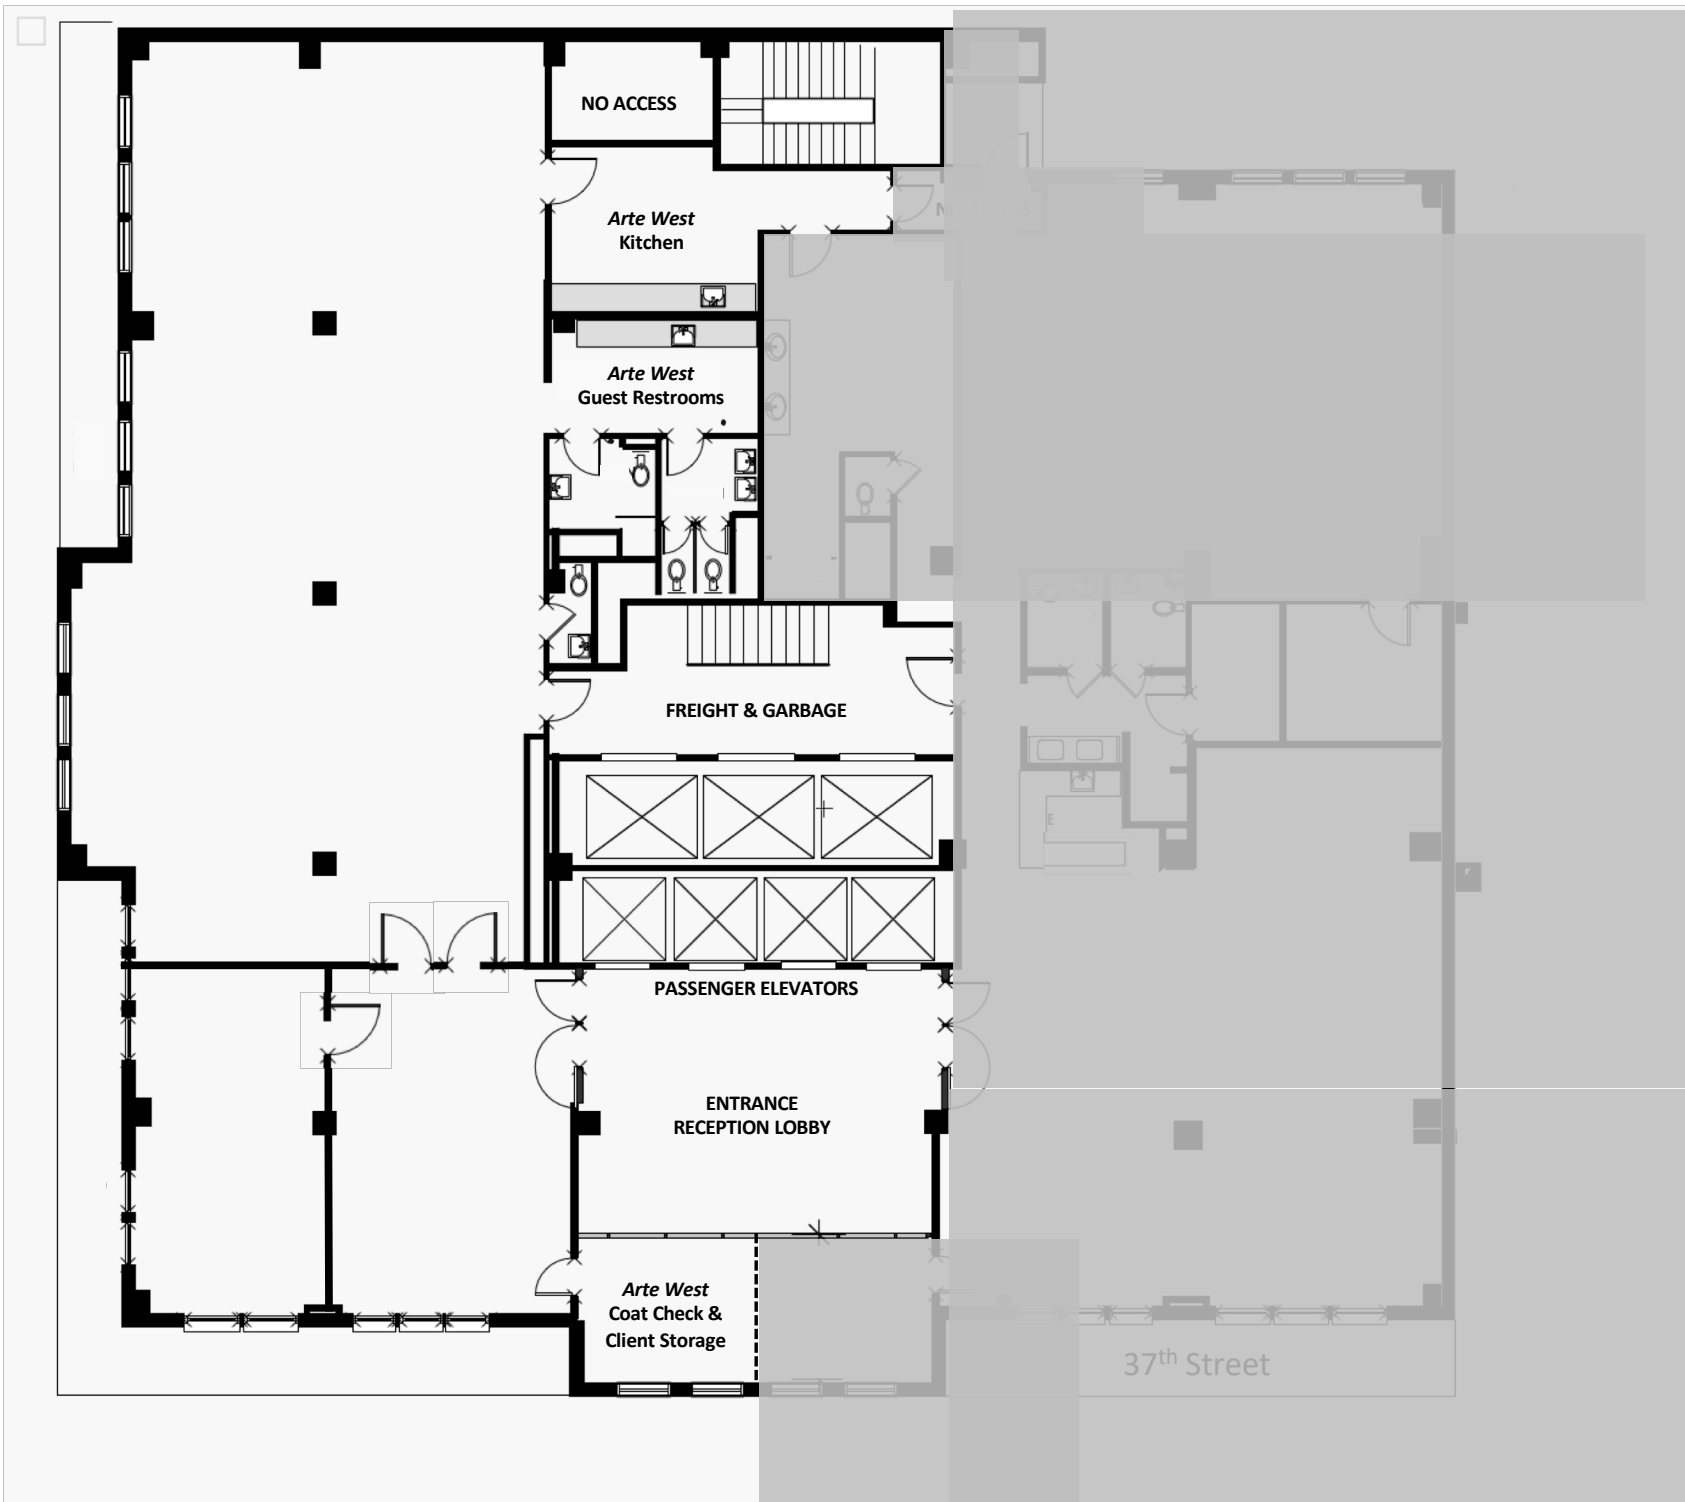 NO ACCESS
Arte West
Kitchen
Arte West
Guest Restrooms
FREIGHT & GARBAGE
E
PASSENGER ELEVATORS
ENTRANCE
RECEPTION LOBBY
Arte West
Coat Check &
Client Storage
37th Street